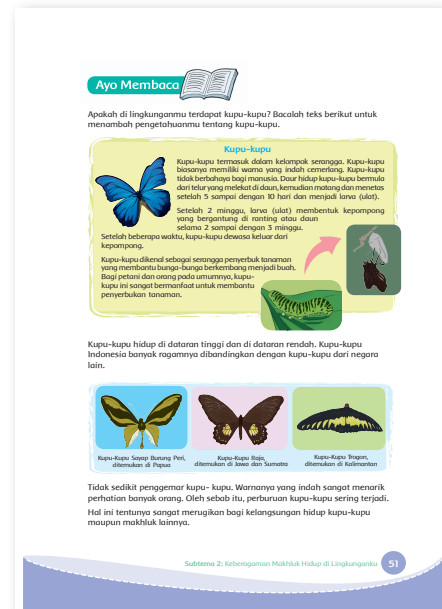 Ayo Membaca
Apakah di lingkunganmu terdapat kupu-kupu? Bacalah teks berikut untuk
menambah pengetahuanmu tentang kupu-kupu.
Kupu-kupu
Kupu-kupu termasuk dalam kelompok serangga. Kupu-kupu
biasanya memiliki warna yang indah cemerlang. Kupu-kupu
tidak berbahaya bagi manusia. Daur hidup kupu-kupu bermula
dari telur yang melekat di daun, kemudian matang dan menetas
setelah 5 sampai dengan 10 hari dan menjadi larva (ulat).
Setelah 2 minggu, larva (ulat) membentuk kepompong
yang bergantung di ranting atau daun
selama 2 sampai dengan 3 minggu.
Setelah beberapa waktu, kupu-kupu dewasa keluar dari
kepompong.
Kupu-kupu dikenal sebagai serangga penyerbuk tanaman
yang membantu bunga-bunga berkembang menjadi buah.
Bagi petani dan orang pada umumnya, kupu-
kupu ini sangat bermanfaat untuk membantu
penyerbukan tanaman.
Kupu-kupu hidup di dataran tinggi dan di dataran rendah. Kupu-kupu
Indonesia banyak ragamnya dibandingkan dengan kupu-kupu dari negara
lain.
Kupu-Kupu Sayap Burung Peri,
ditemukan di Papua
Kupu-Kupu Raja,
ditemukan di Jawa dan Sumatra
Kupu-Kupu Trogon,
ditemukan di Kalimantan
Tidak sedikit penggemar kupu- kupu. Warnanya yang indah sangat menarik
perhatian banyak orang. Oleh sebab itu, perburuan kupu-kupu sering terjadi.
Hal ini tentunya sangat merugikan bagi kelangsungan hidup kupu-kupu
maupun makhluk lainnya.
Subtema 2: Keberagaman Makhluk Hidup di Lingkunganku 51